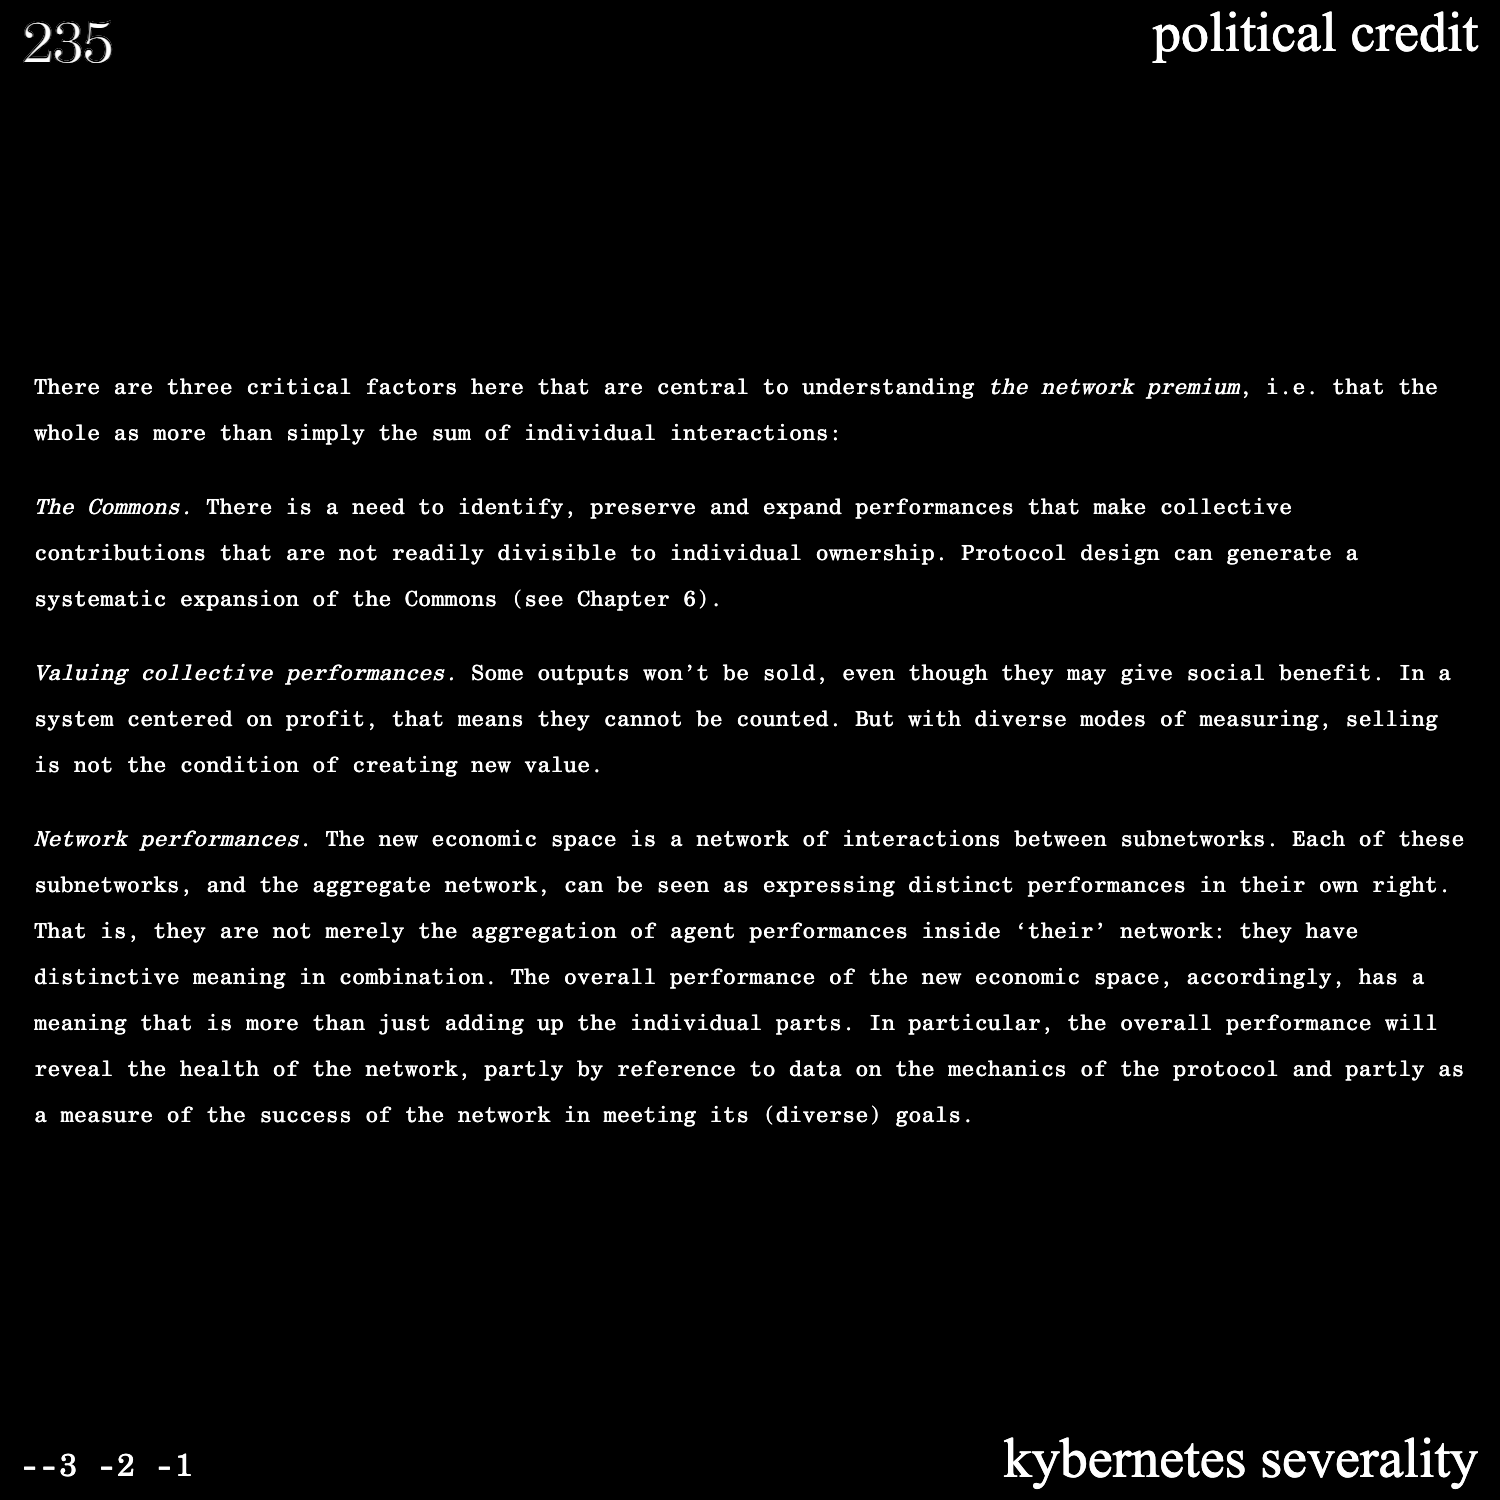 235
political credit
There are three critical factors here that are central to understanding the network premium, i.e. that the
whole as more than simply the sum of individual interactions:
The Commons. There is a need to identify, preserve and expand performances that make collective
contributions that are not readily divisible to individual ownership. Protocol design can generate a
systematic expansion of the Commons (see Chapter 6).
Valuing collective performances. Some outputs won’t be sold, even though they may give social benefit. In a
system centered on profit, that means they cannot be counted. But with diverse modes of measuring, selling
is not the condition of creating new value.
Network performances. The new economic space is a network of interactions between subnetworks. Each of these
subnetworks, and the aggregate network, can be seen as expressing distinct performances in their own right.
That is, they are not merely the aggregation of agent performances inside ‘their’ network: they have
distinctive meaning in combination. The overall performance of the new economic space, accordingly, has a
meaning that is more than just adding up the individual parts. In particular, the overall performance will
reveal the health of the network, partly by reference to data on the mechanics of the protocol and partly as
a measure of the success of the network in meeting its (diverse) goals.
--3 -2 -1
kybernetes severality